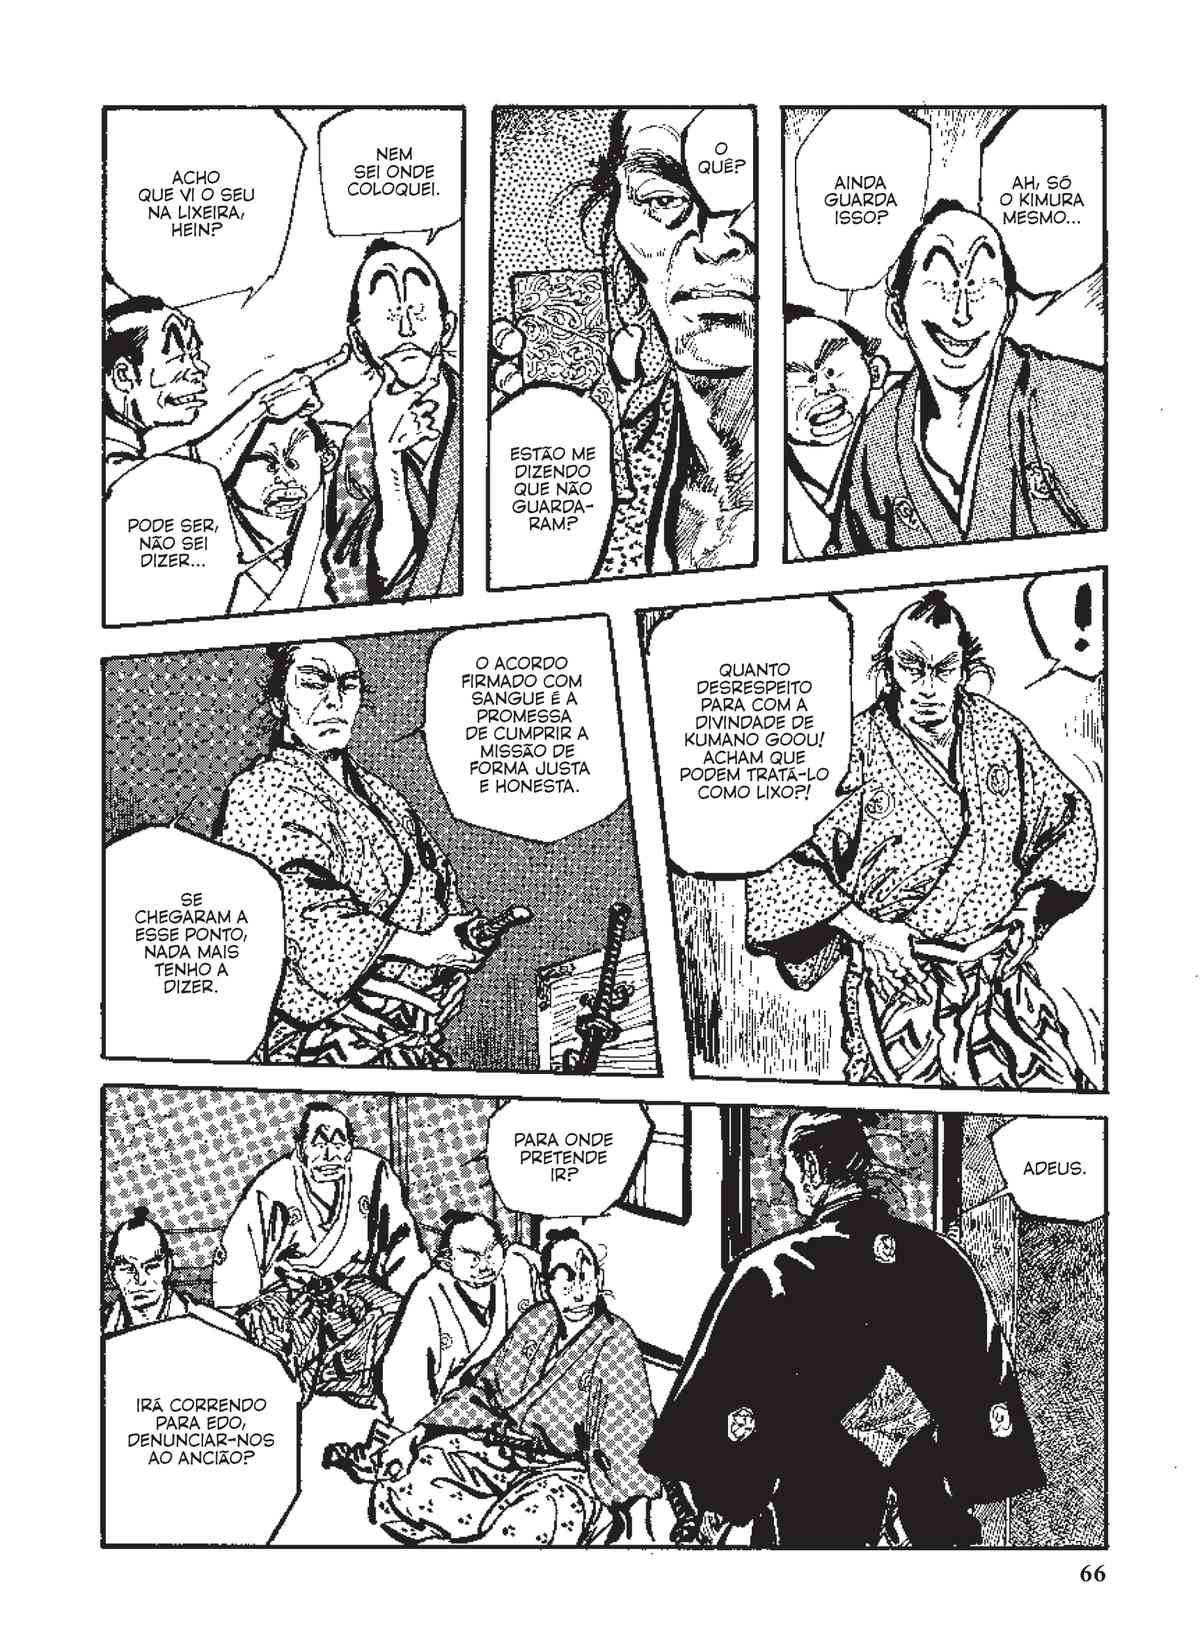 AH, SÓ
O KIMURA
MESMO...
AINDA
GUARDA
ISSO?
O
QUÊ?
ESTÃO ME
DIZENDO
QUE NÃO
GUARDA-
RAM?
NEM
SEI ONDE
COLOQUEI.
ACHO
QUE VI O SEU
NA LIXEIRA,
HEIN?
PODE SER,
NÃO SEI
DIZER...
!
QUANTO
DESRESPEITO
PARA COM A
DIVINDADE DE
KUMANO GOOU!
ACHAM QUE
PODEM TRATÁ-LO
COMO LIXO?!
O ACORDO
FIRMADO COM
SANGUE É A
PROMESSA
DE CUMPRIR A
MISSÃO DE
FORMA JUSTA
E HONESTA.
SE
CHEGARAM A
ESSE PONTO,
NADA MAIS
TENHO A
DIZER.
ADEUS.
PARA ONDE
PRETENDE
IR?
IRÁ CORRENDO
PARA EDO,
DENUNCIAR-NOS
AO ANCIÃO?
66